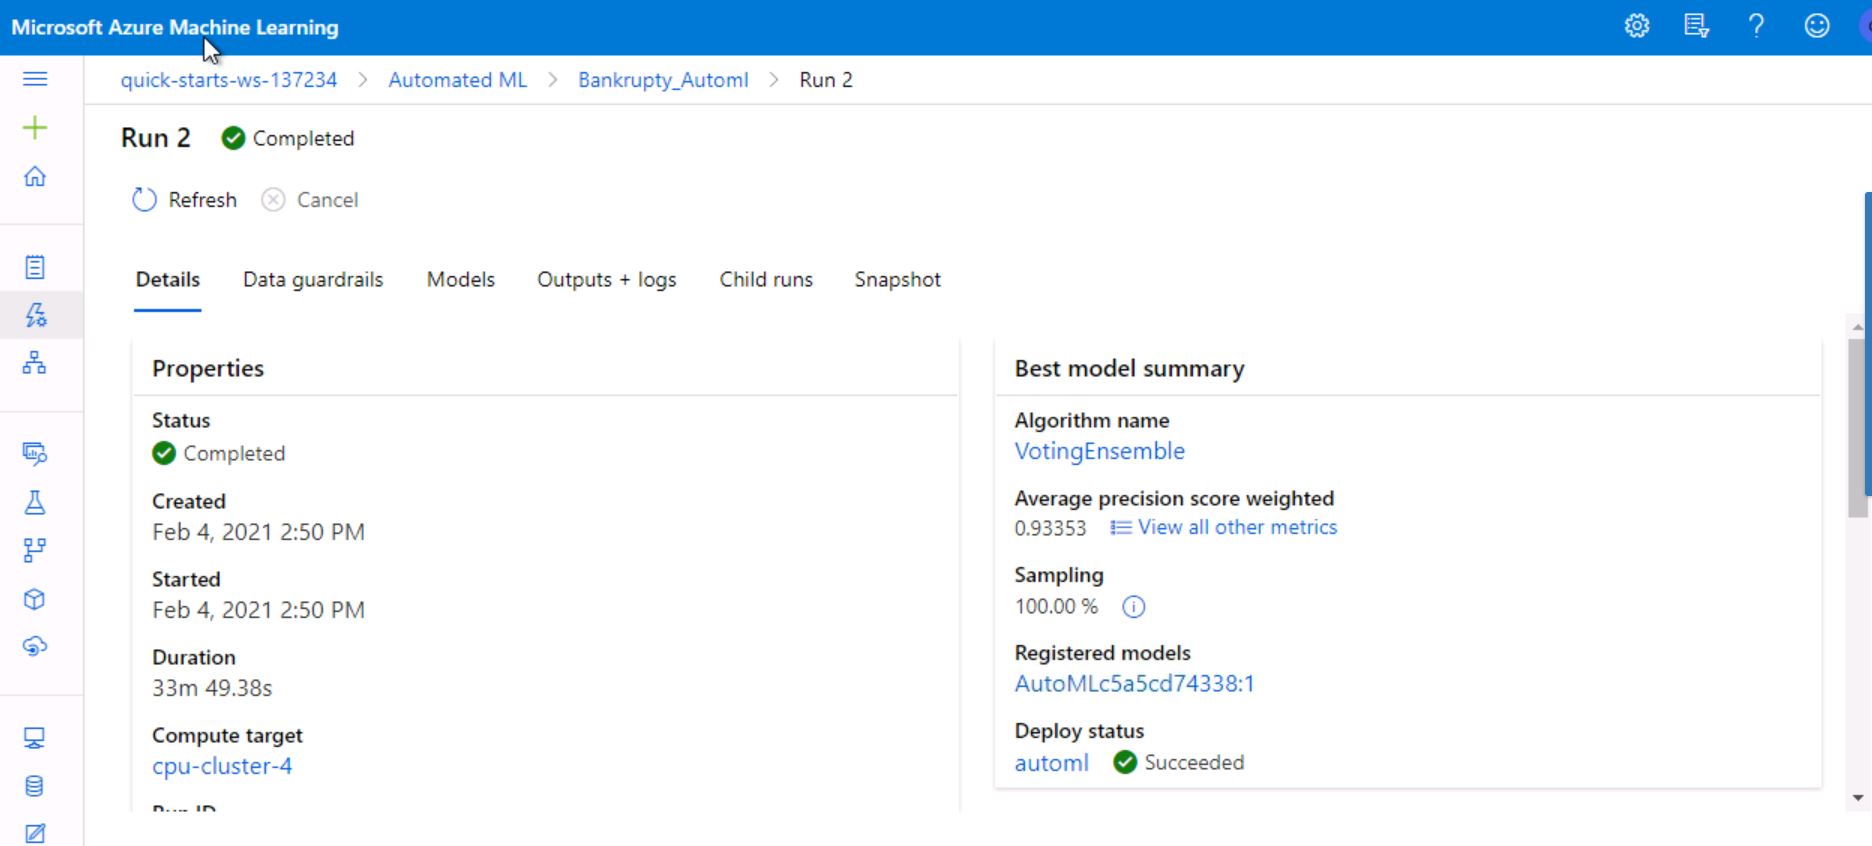 Microsoft Azure Machine Learning
quick-starts-ws-137234 > Automated ML > Bankrupty_Automl > Run 2
Run 2 Completed
Refresh Cancel
Details Data guardrails Models Outputs + logs Child runs Snapshot
Properties
Status
Completed
Created
Feb 4, 2021 2:50 PM
Started
Feb 4, 2021 2:50 PM
Duration
33m 49.38s
Compute target
cpu-cluster-4
Run ID
Best model summary
Algorithm name
VotingEnsemble
Average precision score weighted
0.93353 View all other metrics
Sampling
100.00 %
Registered models
AutoMLc5a5cd74338:1
Deploy status
automl Succeeded